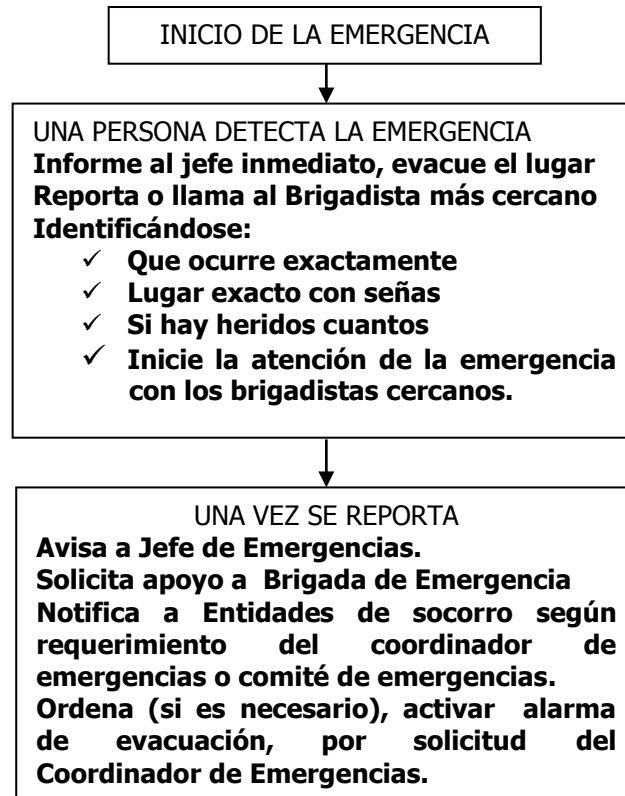 INICIO DE LA EMERGENCIA
UNA PERSONA DETECTA LA EMERGENCIA
Informe al jefe inmediato, evacue el lugar
Reporta o llama al Brigadista más cercano
Identificándose:
✓ Que ocurre exactamente
✓ Lugar exacto con señas
✓ Si hay heridos cuantos
✓ Inicie la atención de la emergencia
con los brigadistas cercanos.
UNA VEZ SE REPORTA
Avisa a Jefe de Emergencias.
Solicita apoyo a Brigada de Emergencia
Notifica a Entidades de socorro según
requerimiento del coordinador de
emergencias o comité de emergencias.
Ordena (si es necesario), activar alarma
de evacuación, por solicitud del
Coordinador de Emergencias.